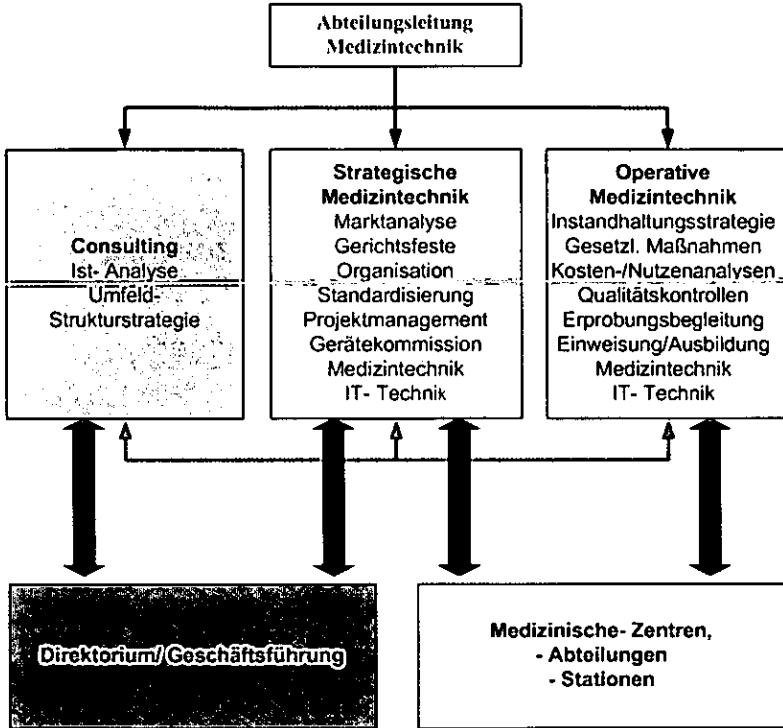 Abteilungsleitung
Medizintechnik
Consulting
Ist- Analyse
Umfeld-
Strukturstrategie
Strategische
Medizintechnik
Marktanalyse
Gerichtsfeste
Organisation
Standardisierung
Projektmanagement
Gerätekommission
Medizintechnik
IT- Technik
Operative
Medizintechnik
Instandhaltungsstrategie
Gesetzl. Maßnahmen
Kosten-/Nutzenanalysen
Qualitätskontrollen
Erprobungsbegleitung
Einweisung/Ausbildung
Medizintechnik
IT- Technik
Direktorium/ Geschäftsführung
Medizinische- Zentren,
- Abteilungen
- Stationen